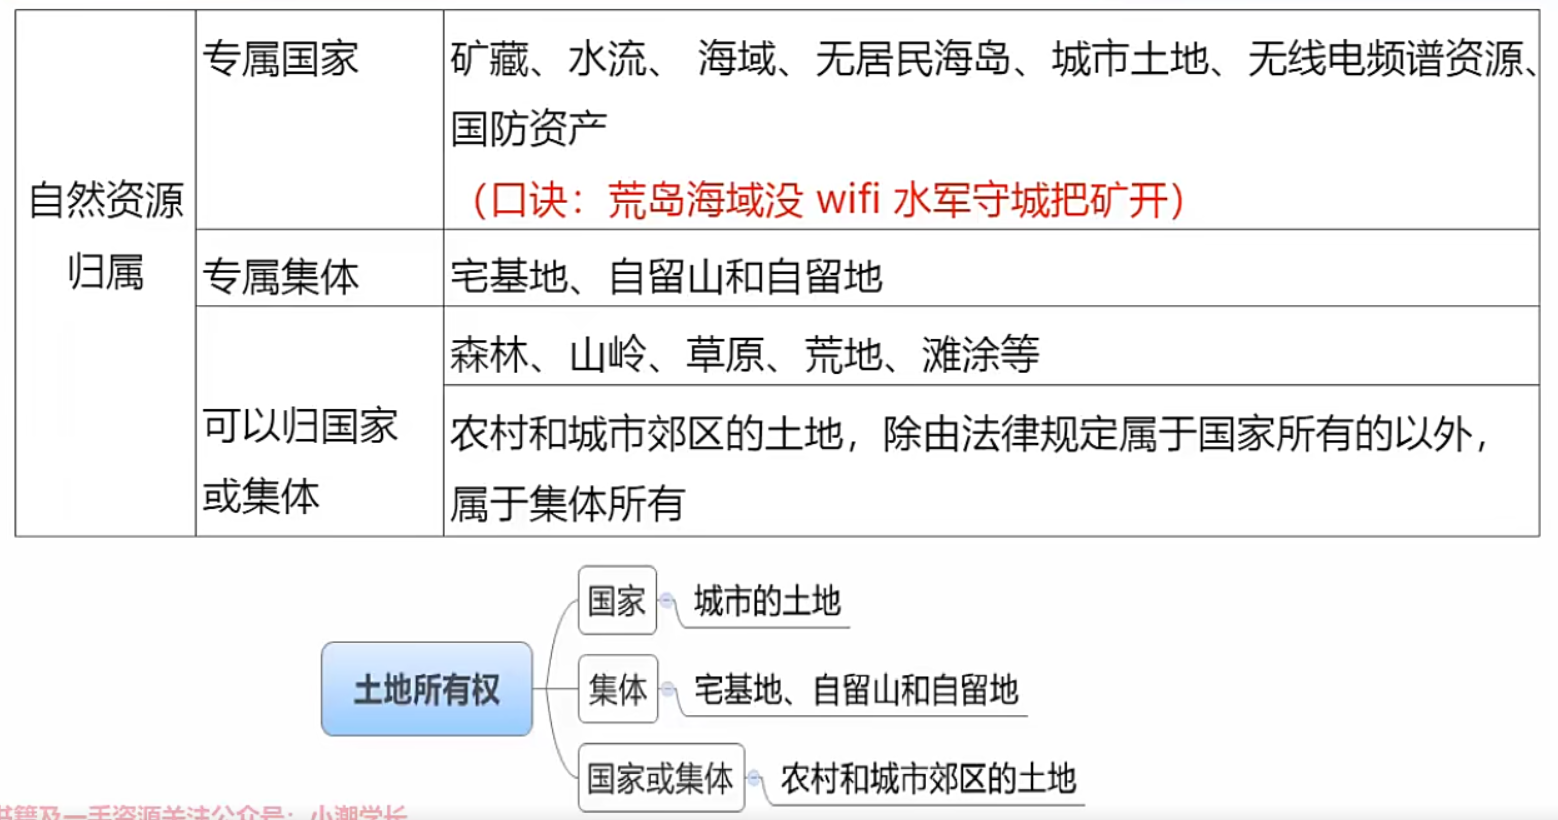 自然资源
归属
专属国家
矿藏、水流、 海域、无居民海岛、城市土地、无线电频谱资源、
国防资产
（口诀：荒岛海域没 wifi 水军守城把矿开）
专属集体
宅基地、自留山和自留地
可以归国家
或集体
森林、山岭、草原、荒地、滩涂等
农村和城市郊区的土地，除由法律规定属于国家所有的以外，
属于集体所有
土地所有权
国家
城市的土地
集体
宅基地、自留山和自留地
国家或集体
农村和城市郊区的土地
书籍及一手资源关注公众号：小潮学长